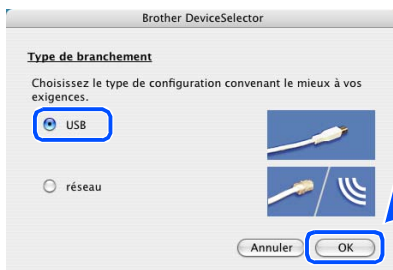 Brother DeviceSelector
Type de branchement
Choisissez le type de configuration convenant le mieux à vos
exigences.
USB
réseau
Annuler
OK